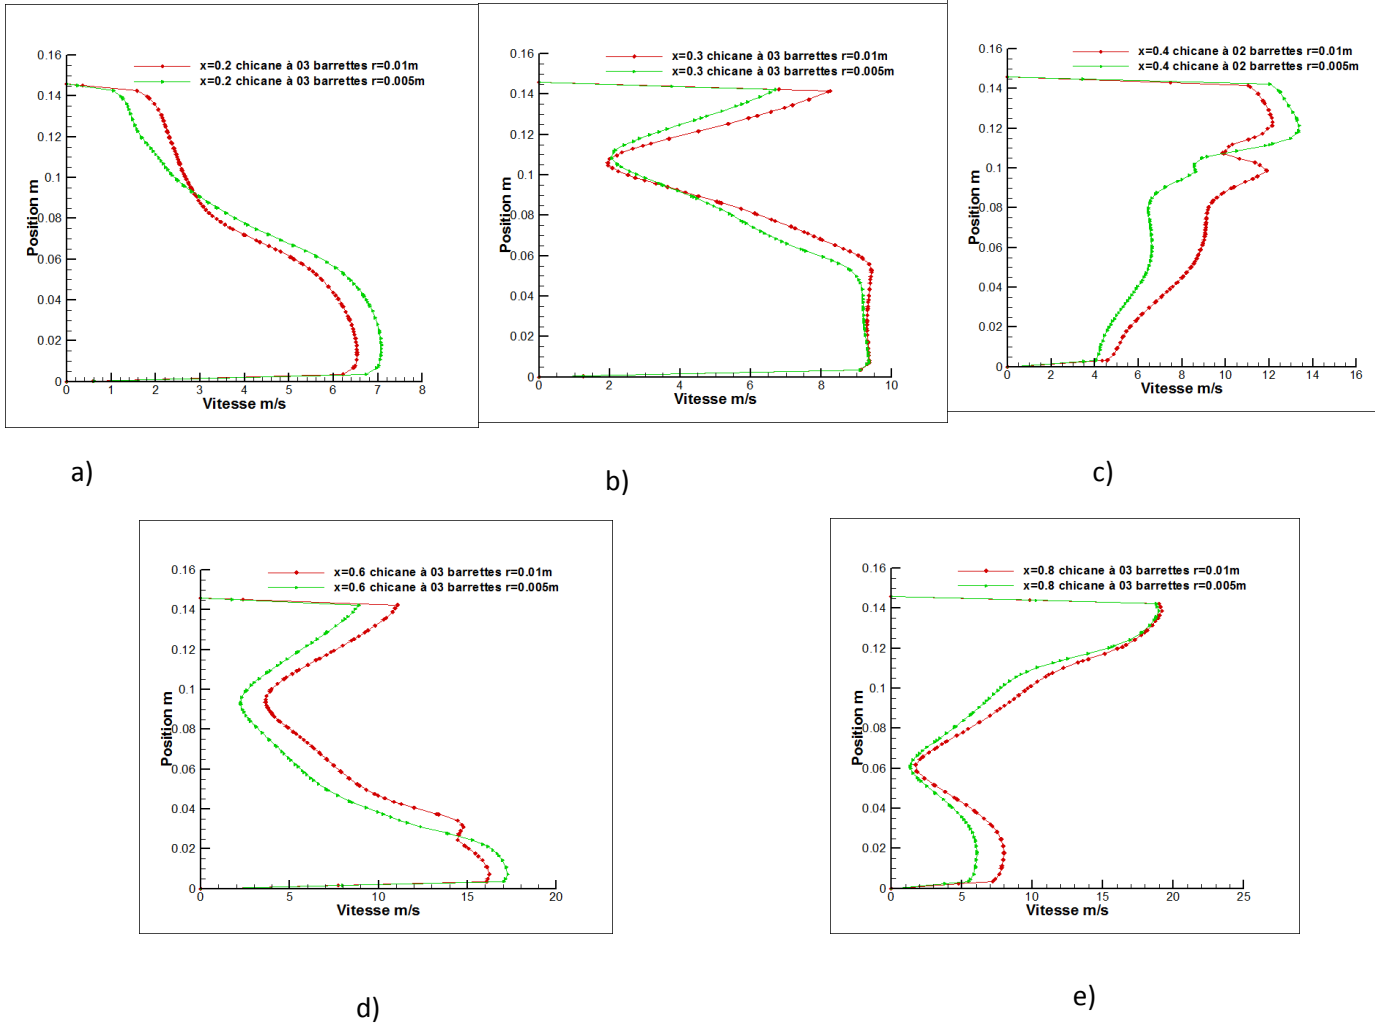 x=0.2 chicane à 03 barrettes r=0.01m
x=0.2 chicane à 03 barrettes r=0.005m
Position m
0.16
0.14
0.12
0.1
0.08
0.06
0.04
0.02
0
0 1 2 3 4 5 6 7 8
Vitesse m/s
a)
x=0.3 chicane à 03 barrettes r=0.01m
x=0.3 chicane à 03 barrettes r=0.005m
Position m
0.16
0.14
0.12
0.1
0.08
0.06
0.04
0.02
0
0 2 4 6 8 10
Vitesse m/s
b)
x=0.4 chicane à 02 barrettes r=0.01m
x=0.4 chicane à 02 barrettes r=0.005m
Position m
0.16
0.14
0.12
0.1
0.08
0.06
0.04
0.02
0
0 2 4 6 8 10 12 14 16
Vitesse m/s
c)
x=0.6 chicane à 03 barrettes r=0.01m
x=0.6 chicane à 03 barrettes r=0.005m
Position m
0.16
0.14
0.12
0.1
0.08
0.06
0.04
0.02
0
0 5 10 15 20
Vitesse m/s
d)
x=0.8 chicane à 03 barrettes r=0.01m
x=0.8 chicane à 03 barrettes r=0.005m
Position m
0.16
0.14
0.12
0.1
0.08
0.06
0.04
0.02
0
0 5 10 15 20 25
Vitesse m/s
e)